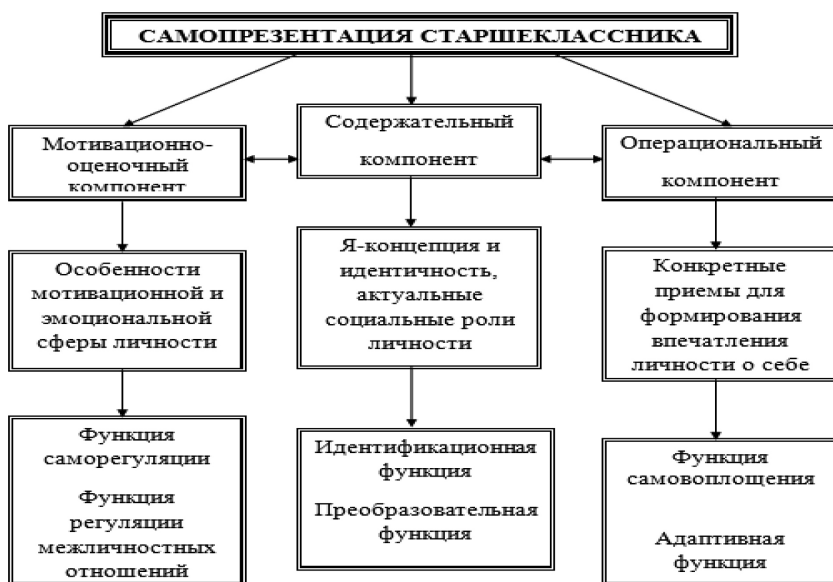 САМОПРЕЗЕНТАЦИЯ СТАРШЕКЛАССНИКА
Мотивационно-
оценочный
компонент
Содержательный
компонент
Операциональный
компонент
Особенности
мотивационной и
эмоциональной
сферы личности
Я-концепция и
идентичность,
актуальные
социальные роли
личности
Конкретные
приемы для
формирования
впечатления
личности о себе
Функция
саморегуляции
Функция
регуляции
межличностных
отношений
Идентификационная
функция
Преобразовательная
функция
Функция
самовоплощения
Адаптивная
функция